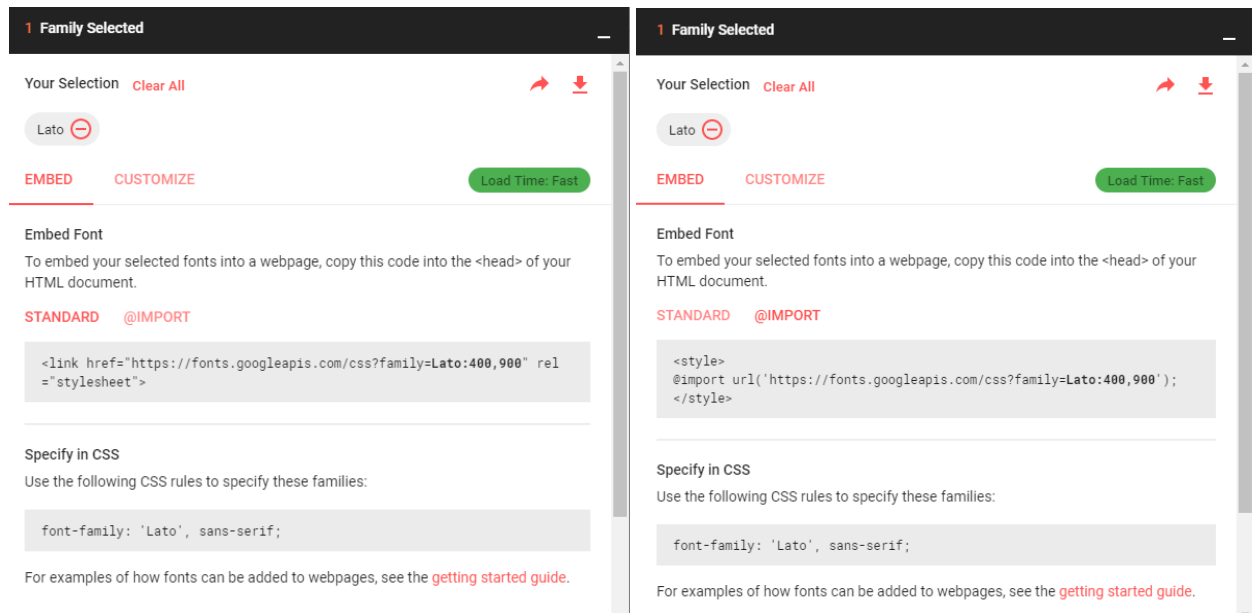 1 Family Selected
Your Selection Clear All
Lato
EMBED CUSTOMIZE Load Time: Fast
Embed Font
To embed your selected fonts into a webpage, copy this code into the <head> of your
HTML document.
STANDARD @IMPORT
<link href="https://fonts.googleapis.com/css?family=Lato:400,900" rel
="stylesheet">
Specify in CSS
Use the following CSS rules to specify these families:
font-family: 'Lato', sans-serif;
For examples of how fonts can be added to webpages, see the getting started guide.
1 Family Selected
Your Selection Clear All
Lato
EMBED CUSTOMIZE Load Time: Fast
Embed Font
To embed your selected fonts into a webpage, copy this code into the <head> of your
HTML document.
STANDARD @IMPORT
<style>
@import url('https://fonts.googleapis.com/css?family=Lato:400,900');
</style>
Specify in CSS
Use the following CSS rules to specify these families:
font-family: 'Lato', sans-serif;
For examples of how fonts can be added to webpages, see the getting started guide.